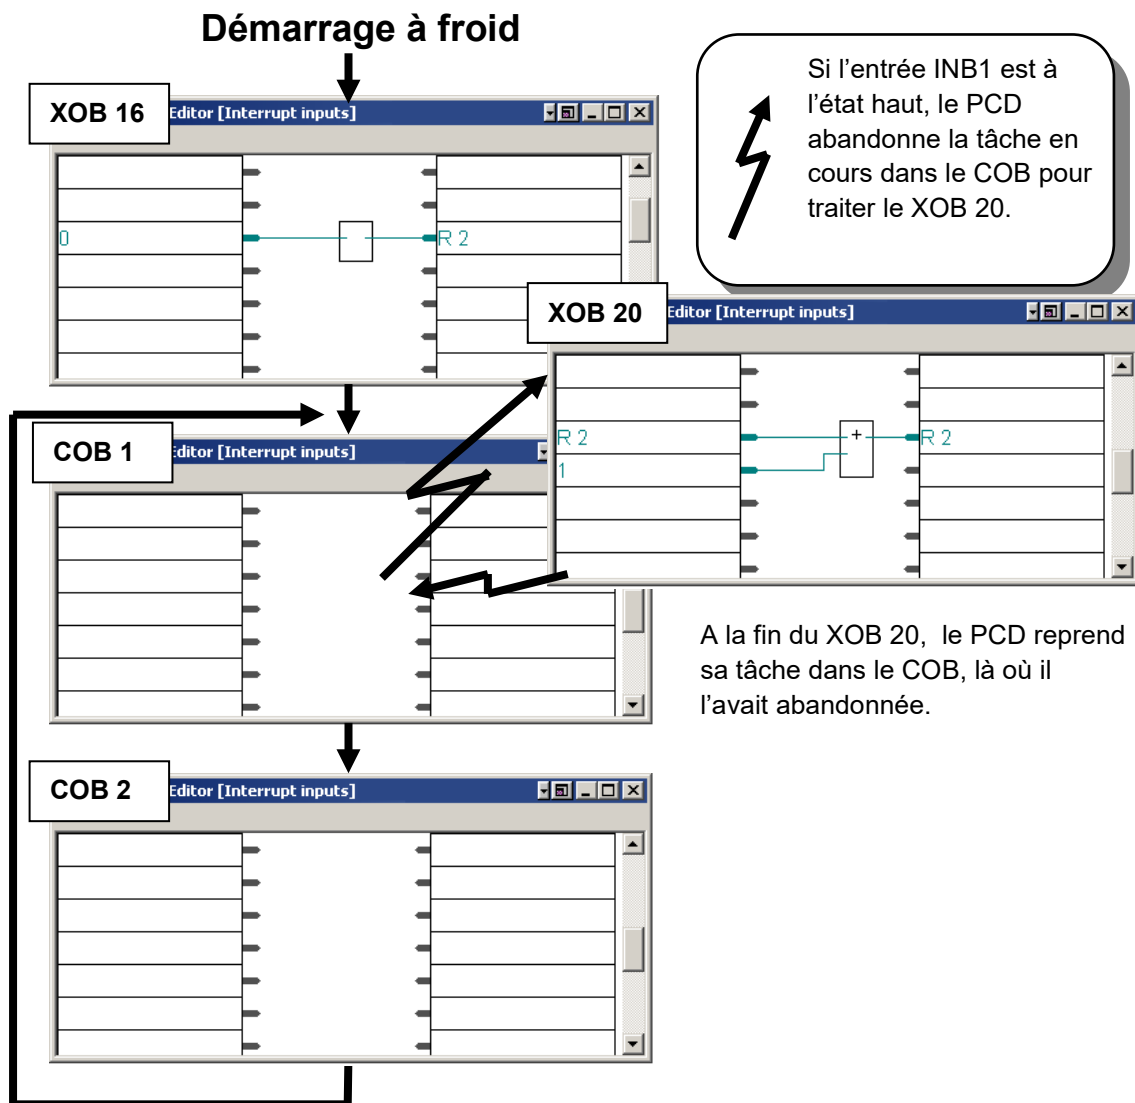 Démarrage à froid
XOB 16
Editor [Interrupt inputs]
0
R 2
Si l'entrée INB1 est à
l'état haut, le PCD
abandonne la tâche en
cours dans le COB pour
traiter le XOB 20.
XOB 20
Editor [Interrupt inputs]
R 2
+
R 2
1
COB 1
Editor [Interrupt inputs]
A la fin du XOB 20,  le PCD reprend
sa tâche dans le COB, là où il
l'avait abandonnée.
COB 2
Editor [Interrupt inputs]